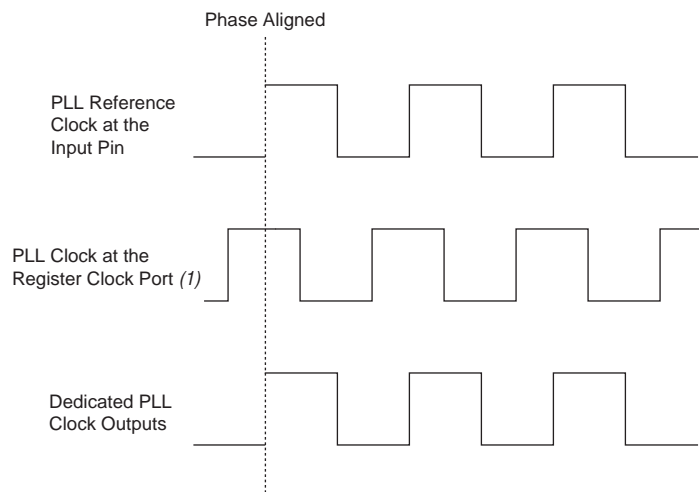 Phase Aligned
PLL Reference
Clock at the
Input Pin
PLL Clock at the
Register Clock Port (1)
Dedicated PLL
Clock Outputs